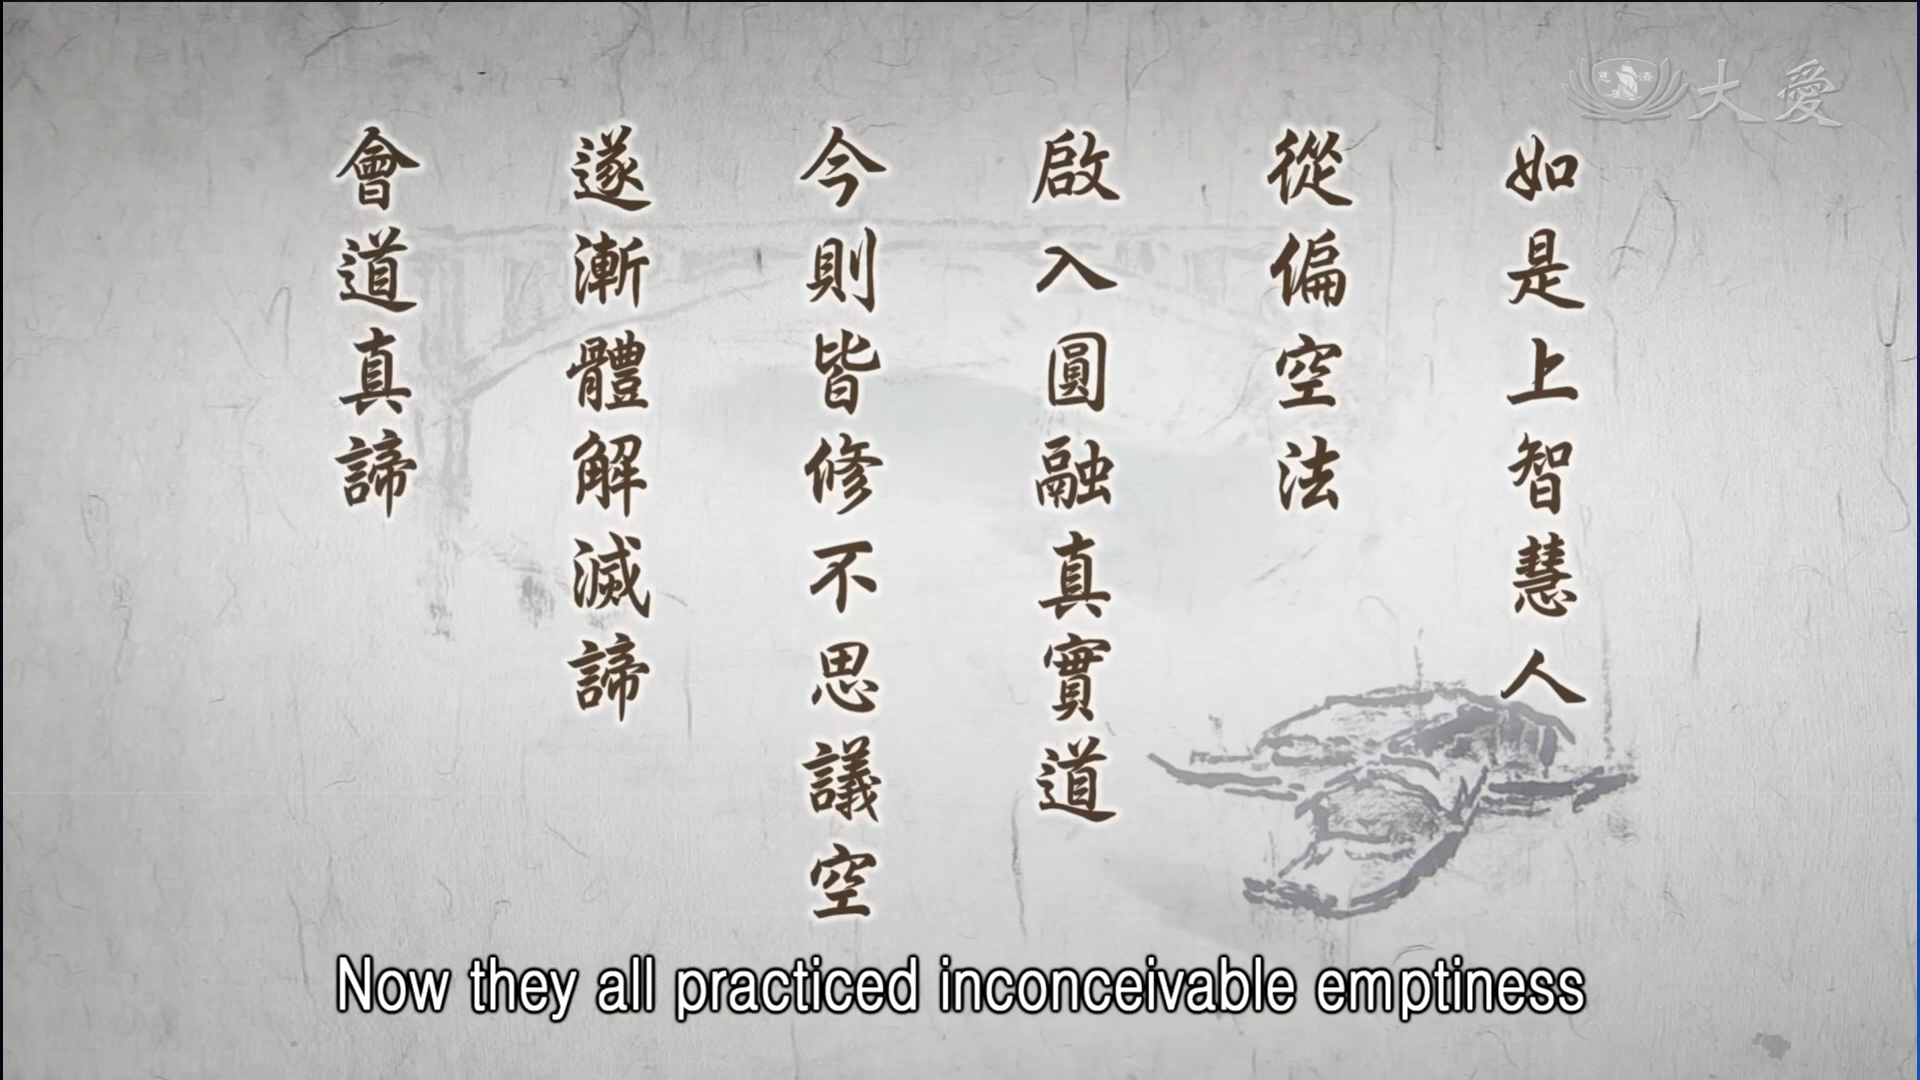 大愛
如是上智慧人
從偏空法
啟入圓融真實道
今則皆修不思議空
遂漸體解滅諦
會道真諦
Now they all practiced inconceivable emptiness